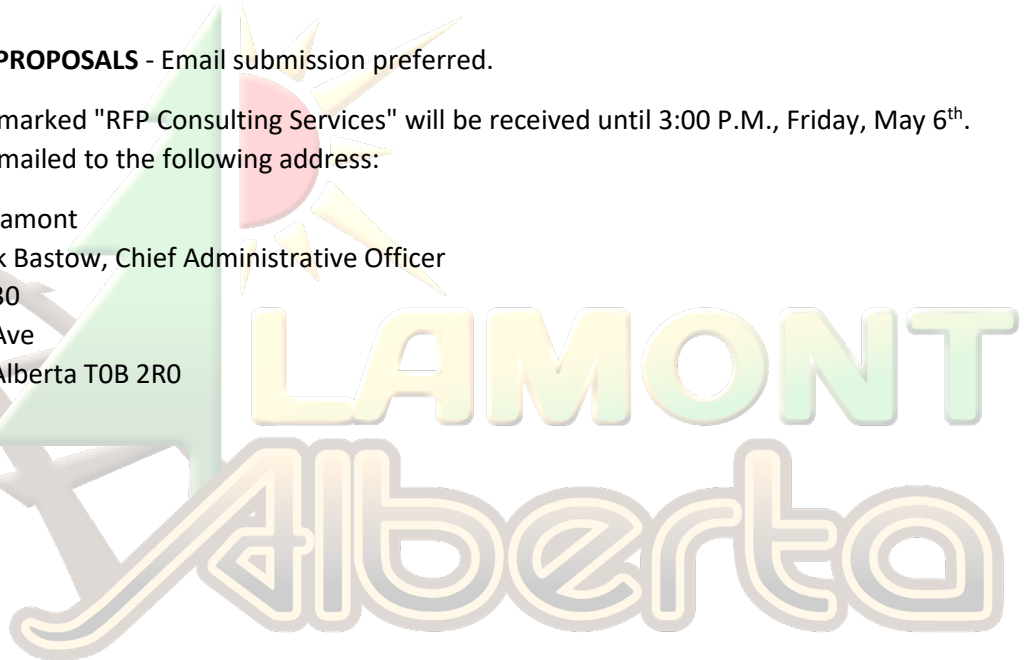 PROPOSALS - Email submission preferred.
marked "RFP Consulting Services" will be received until 3:00 P.M., Friday, May 6th.
mailed to the following address:
amont
k Bastow, Chief Administrative Officer
30
Ave
Alberta T0B 2R0
LAMONT
Alberta